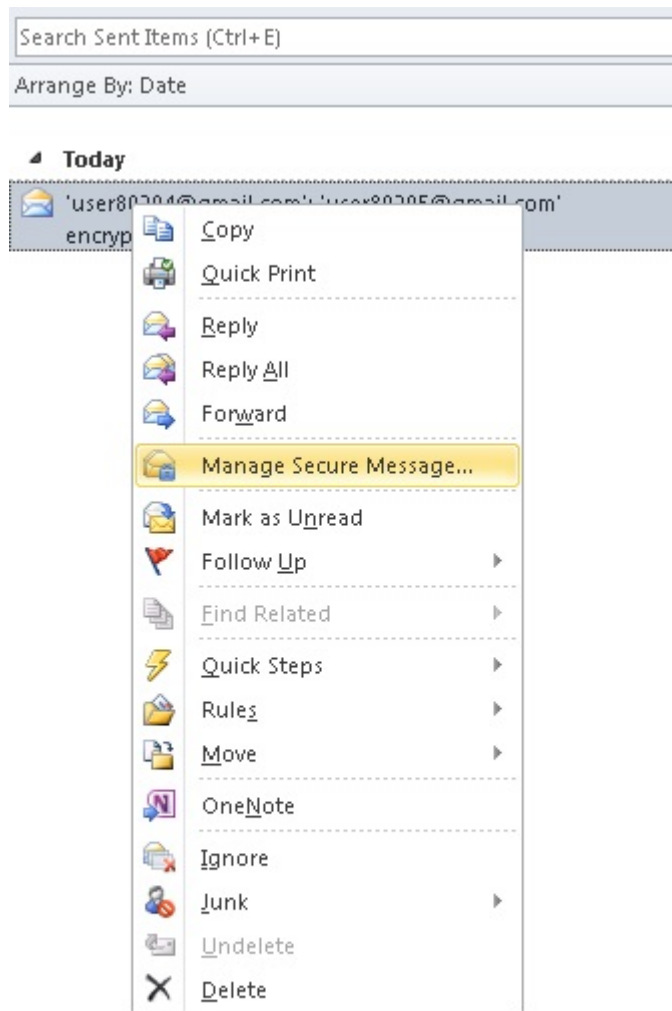 Search Sent Items (Ctrl+E)
Arrange By: Date
Today
encryp
Copy
Quick Print
Reply
Reply All
Forward
Manage Secure Message...
Mark as Unread
Follow Up
Find Related
Quick Steps
Rules
Move
OneNote
Ignore
Junk
Undelete
Delete